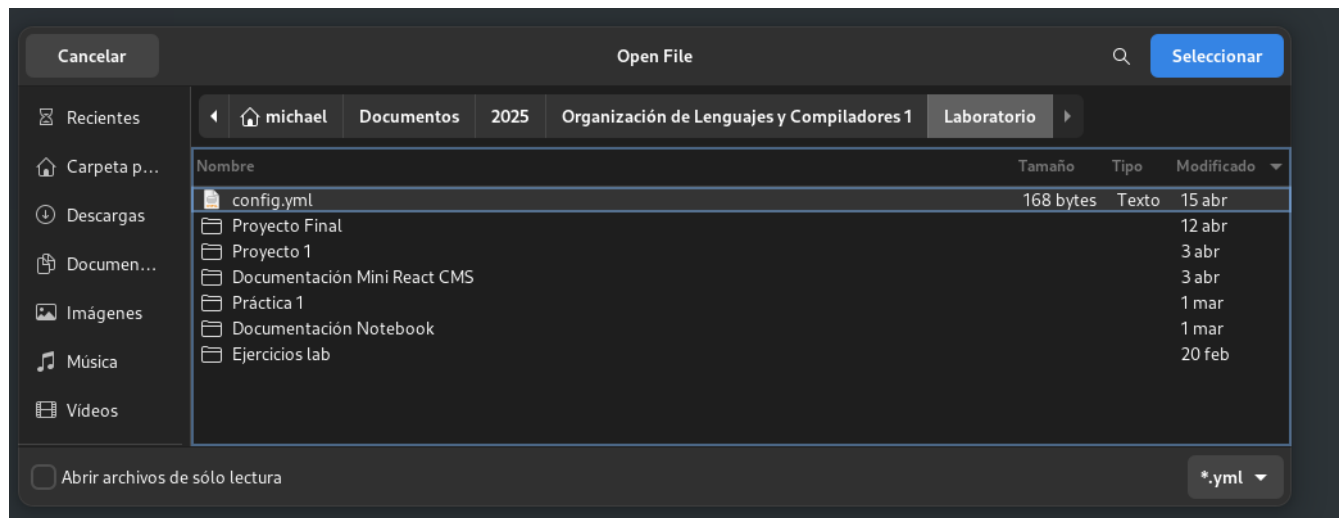 Cancelar Open File Seleccionar
Recientes
Carpeta p...
Descargas
Documen...
Imágenes
Música
Vídeos
michael Documentos 2025 Organización de Lenguajes y Compiladores 1 Laboratorio
Nombre Tamaño Tipo Modificado
config.yml 168 bytes Texto 15 abr
Proyecto Final 12 abr
Proyecto 1 3 abr
Documentación Mini React CMS 3 abr
Práctica 1 1 mar
Documentación Notebook 1 mar
Ejercicios lab 20 feb
Abrir archivos de sólo lectura *.yml